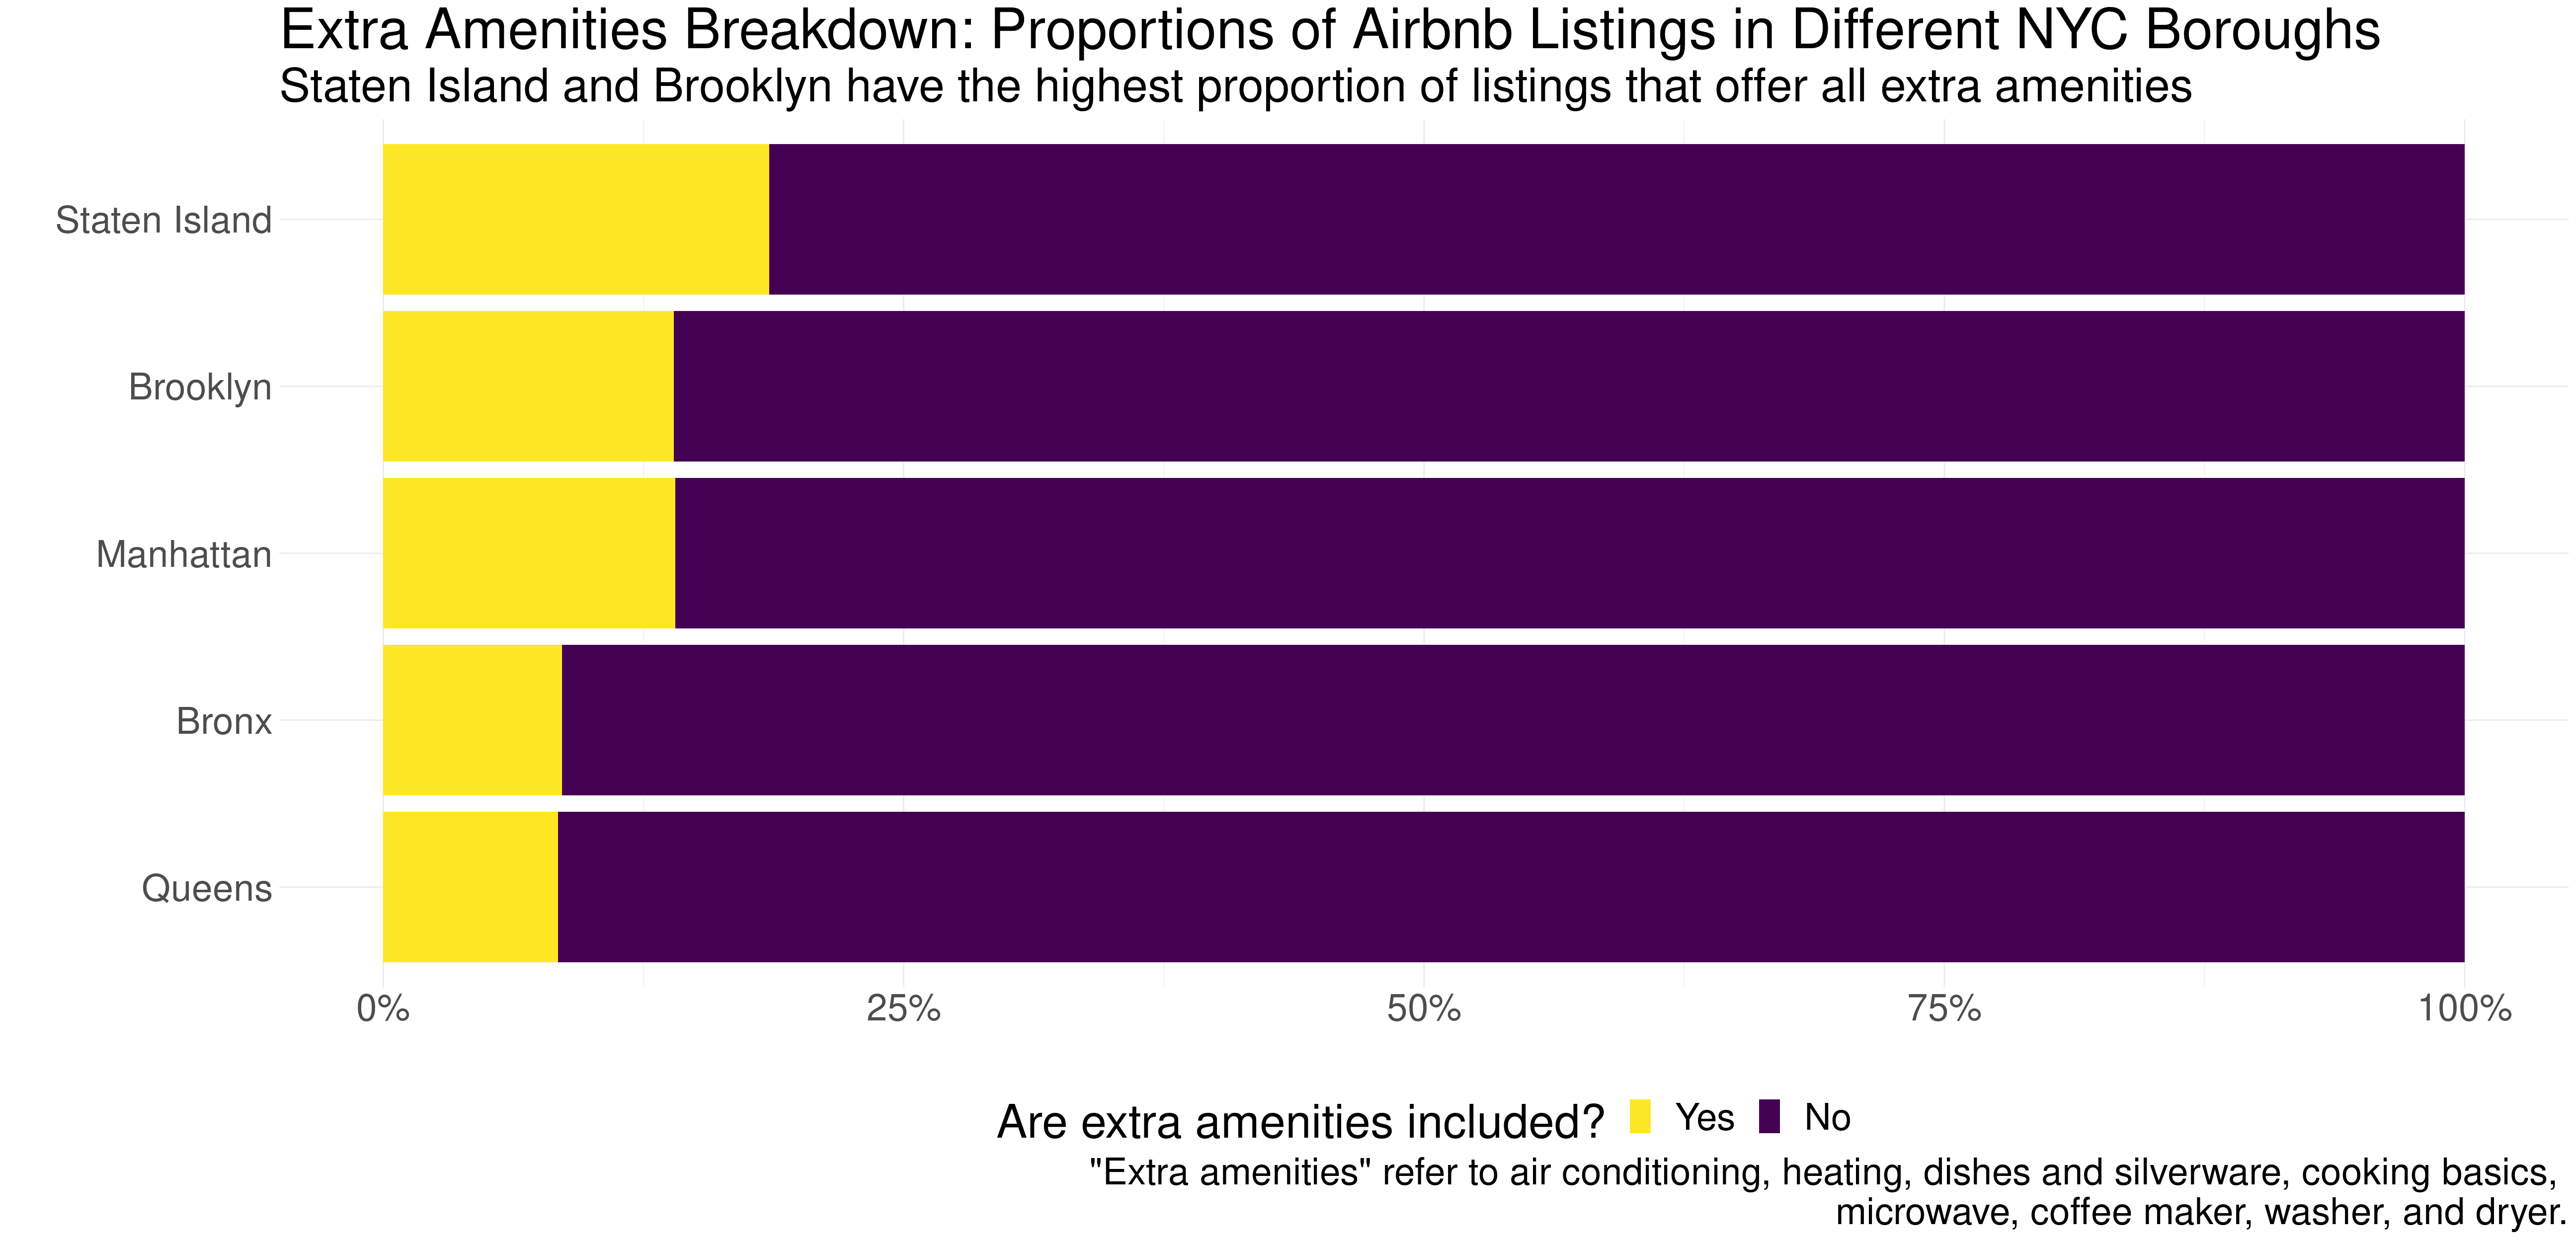 Extra Amenities Breakdown: Proportions of Airbnb Listings in Different NYC Boroughs
Staten Island and Brooklyn have the highest proportion of listings that offer all extra amenities
Staten Island
Brooklyn
Manhattan
Bronx
Queens
0% 25% 50% 75% 100%
Are extra amenities included? Yes No
"Extra amenities" refer to air conditioning, heating, dishes and silverware, cooking basics,
microwave, coffee maker, washer, and dryer.